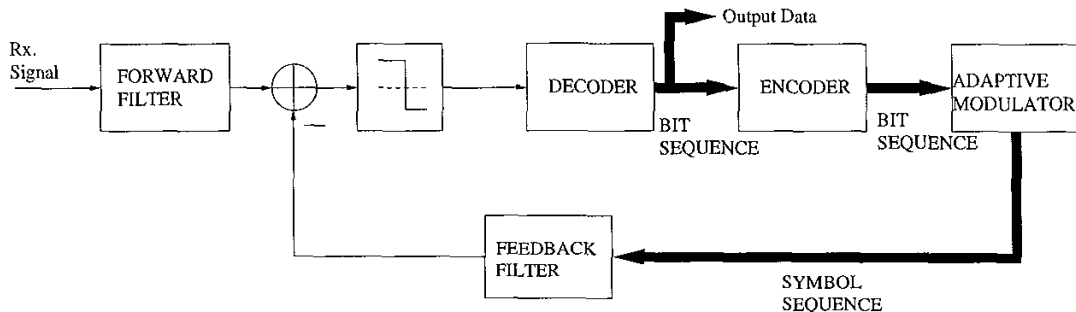 Output Data
Rx.
Signal
FORWARD
FILTER
DECODER
ENCODER
ADAPTIVE
MODULATOR
BIT
SEQUENCE
BIT
SEQUENCE
FEEDBACK
FILTER
SYMBOL
SEQUENCE